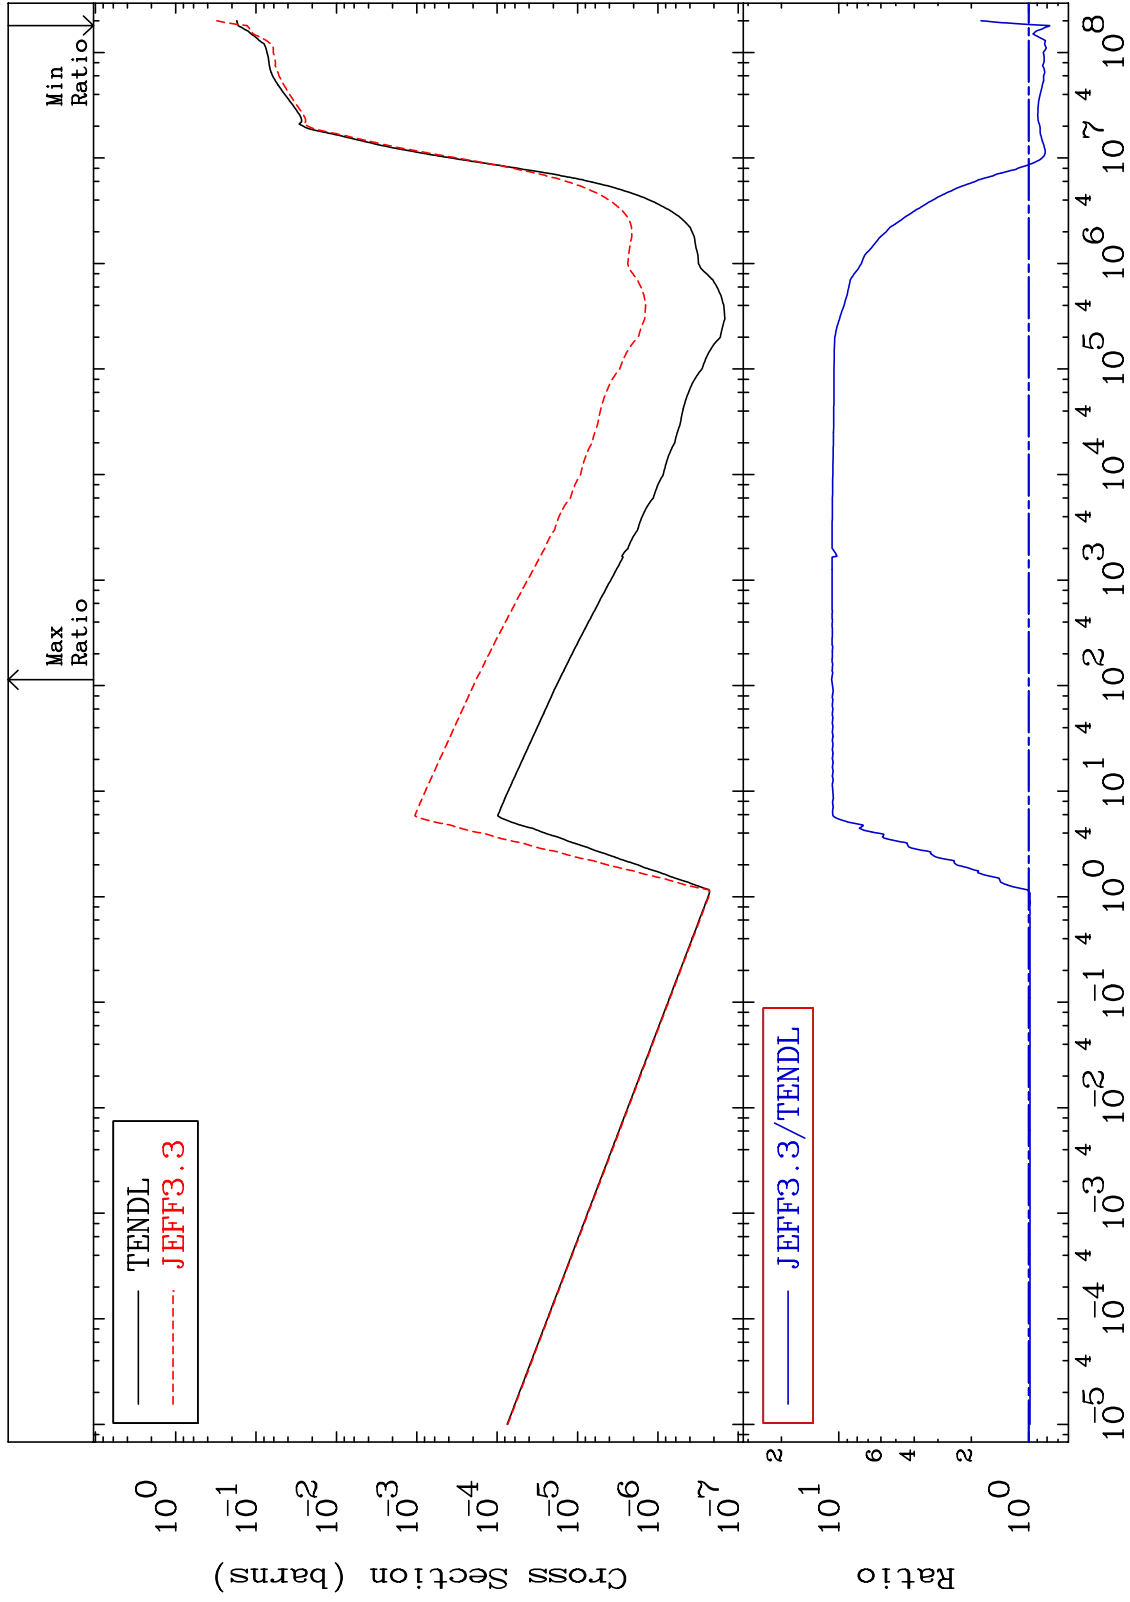 Max
Ratio
Min
Ratio
Cross Section (barns)
10^0
10^-1
10^-2
10^-3
10^-4
10^-5
10^-6
10^-7
TENDL
JEFF3.3
Ratio
2
10^1
6
4
2
10^0
JEFF3.3/TENDL
10^-5 4 10^-4 4 10^-3 4 10^-2 4 10^-1 4 10^0 4 10^1 4 10^2 4 10^3 4 10^4 4 10^5 4 10^6 4 10^7 4 10^8